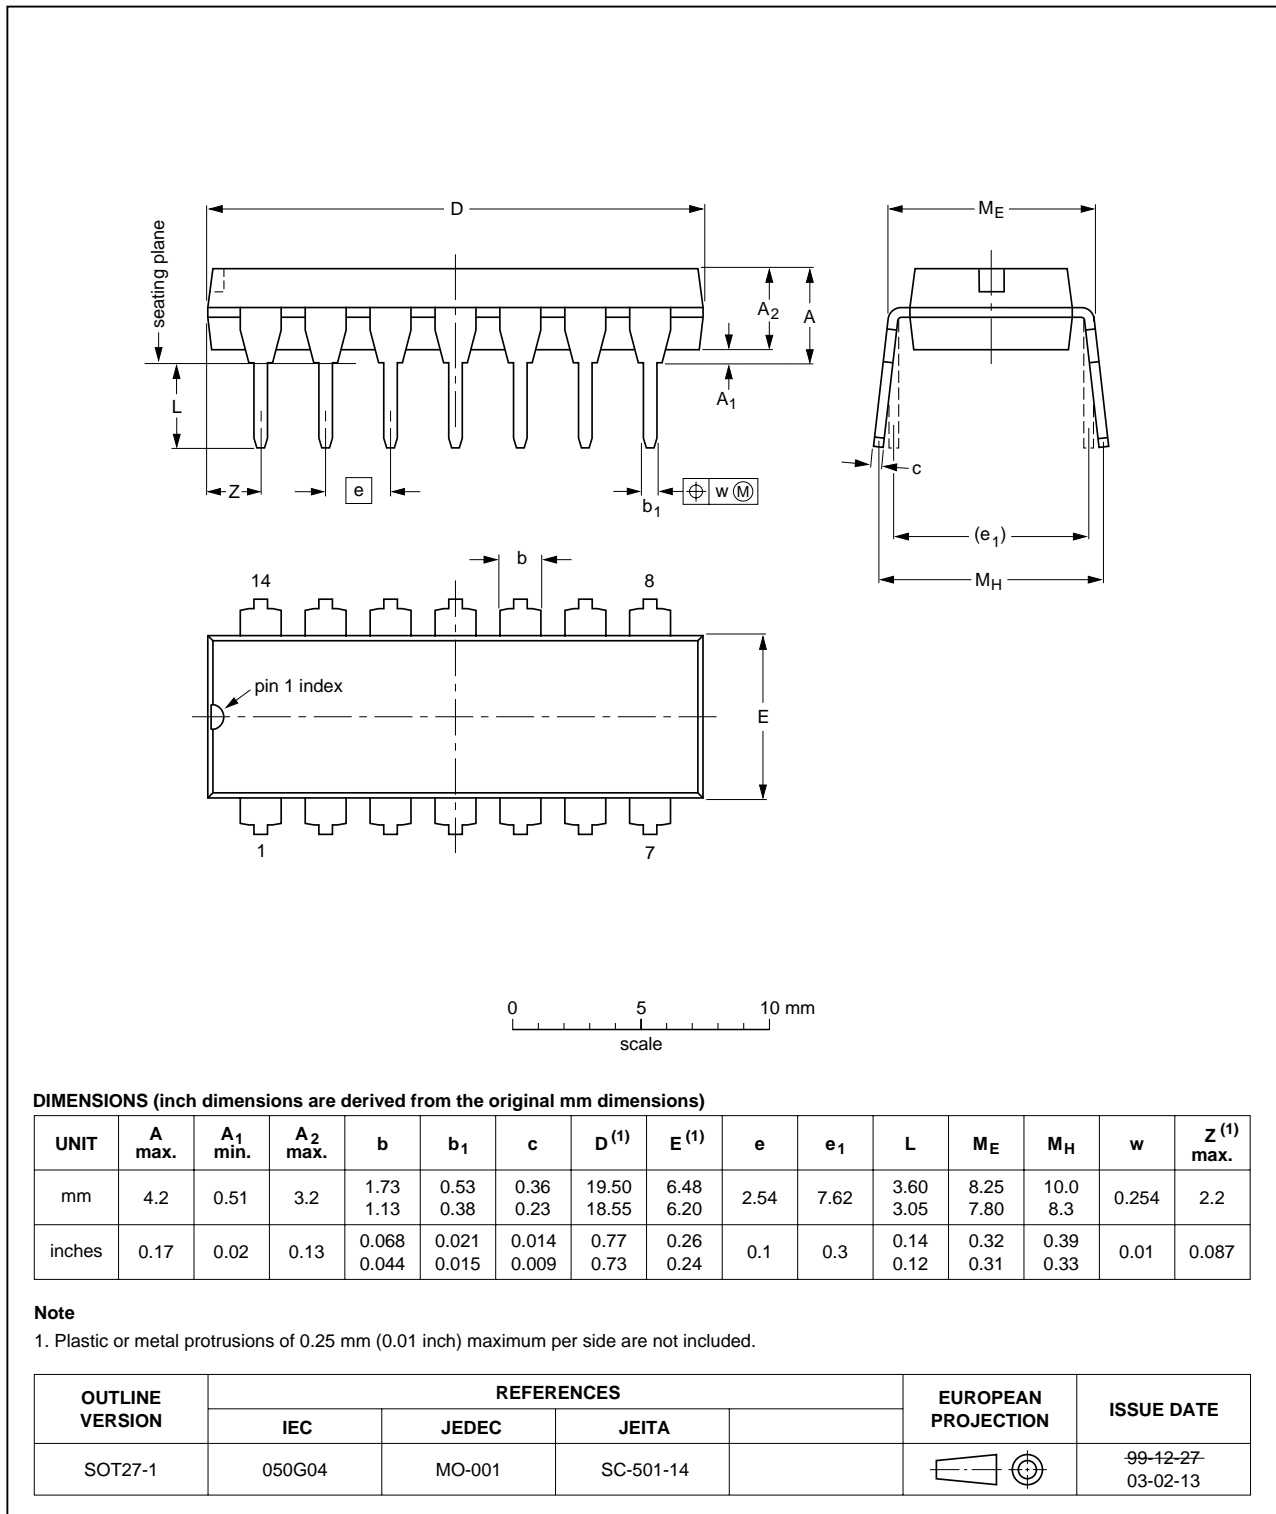 D
M_E
seating plane
A_2
A
A_1
L
Z
e
b_1
w Ⓜ
c
(e_1)
M_H
b
14
8
pin 1 index
E
1
7
0 5 10 mm
scale
DIMENSIONS (inch dimensions are derived from the original mm dimensions)
UNIT A max. A_1 min. A_2 max. b b_1 c D^(1) E^(1) e e_1 L M_E M_H w Z^(1) max.
mm 4.2 0.51 3.2 1.73 1.13 0.53 0.38 0.36 0.23 19.50 18.55 6.48 6.20 2.54 7.62 3.60 3.05 8.25 7.80 10.0 8.3 0.254 2.2
inches 0.17 0.02 0.13 0.068 0.044 0.021 0.015 0.014 0.009 0.77 0.73 0.26 0.24 0.1 0.3 0.14 0.12 0.32 0.31 0.39 0.33 0.01 0.087
Note
1. Plastic or metal protrusions of 0.25 mm (0.01 inch) maximum per side are not included.
OUTLINE VERSION REFERENCES EUROPEAN PROJECTION ISSUE DATE
IEC JEDEC JEITA
SOT27-1 050G04 MO-001 SC-501-14 99-12-27
03-02-13